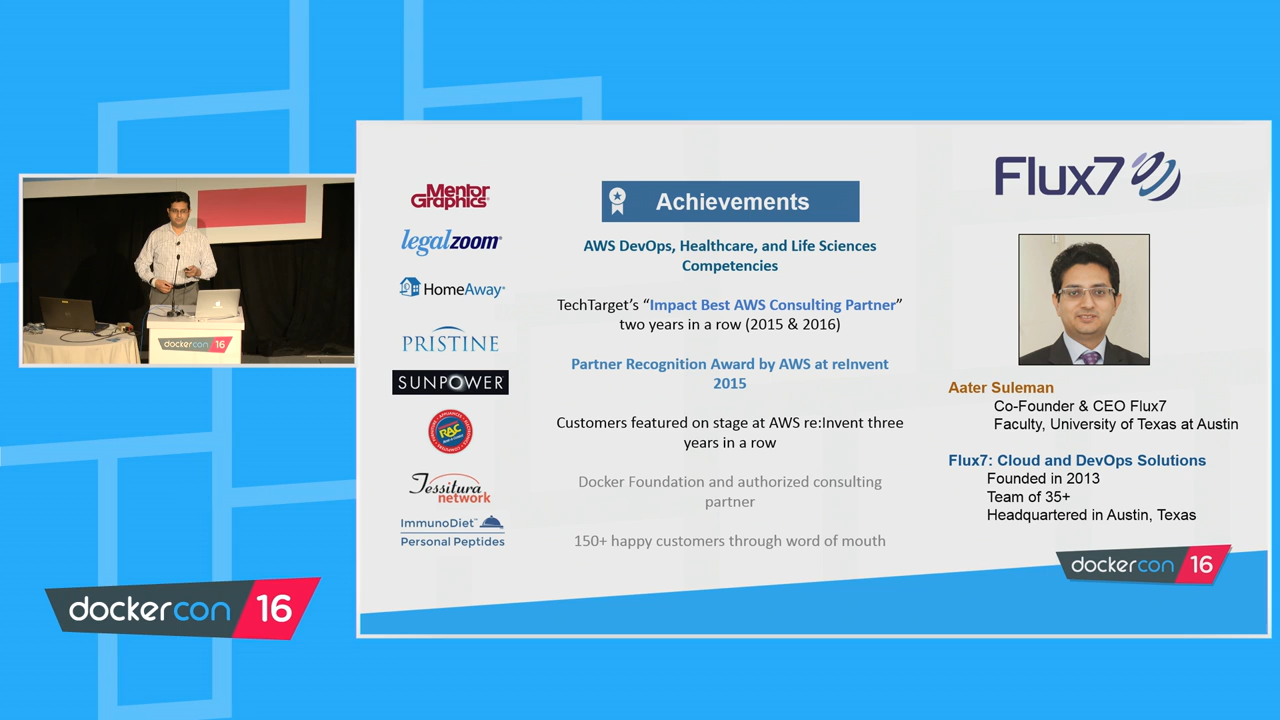 dockercon 16
dockercon 16
Mentor
Graphics
legalzoom
HomeAway
PRISTINE
SUNPOWER
RAC
Tessitura
network
ImmunoDiet™
Personal Peptides
Achievements
AWS DevOps, Healthcare, and Life Sciences
Competencies
TechTarget's “Impact Best AWS Consulting Partner”
two years in a row (2015 & 2016)
Partner Recognition Award by AWS at reInvent
2015
Customers featured on stage at AWS re:Invent three
years in a row
Docker Foundation and authorized consulting
partner
150+ happy customers through word of mouth
Flux7
Aater Suleman
Co-Founder & CEO Flux7
Faculty, University of Texas at Austin
Flux7: Cloud and DevOps Solutions
Founded in 2013
Team of 35+
Headquartered in Austin, Texas
dockercon 16